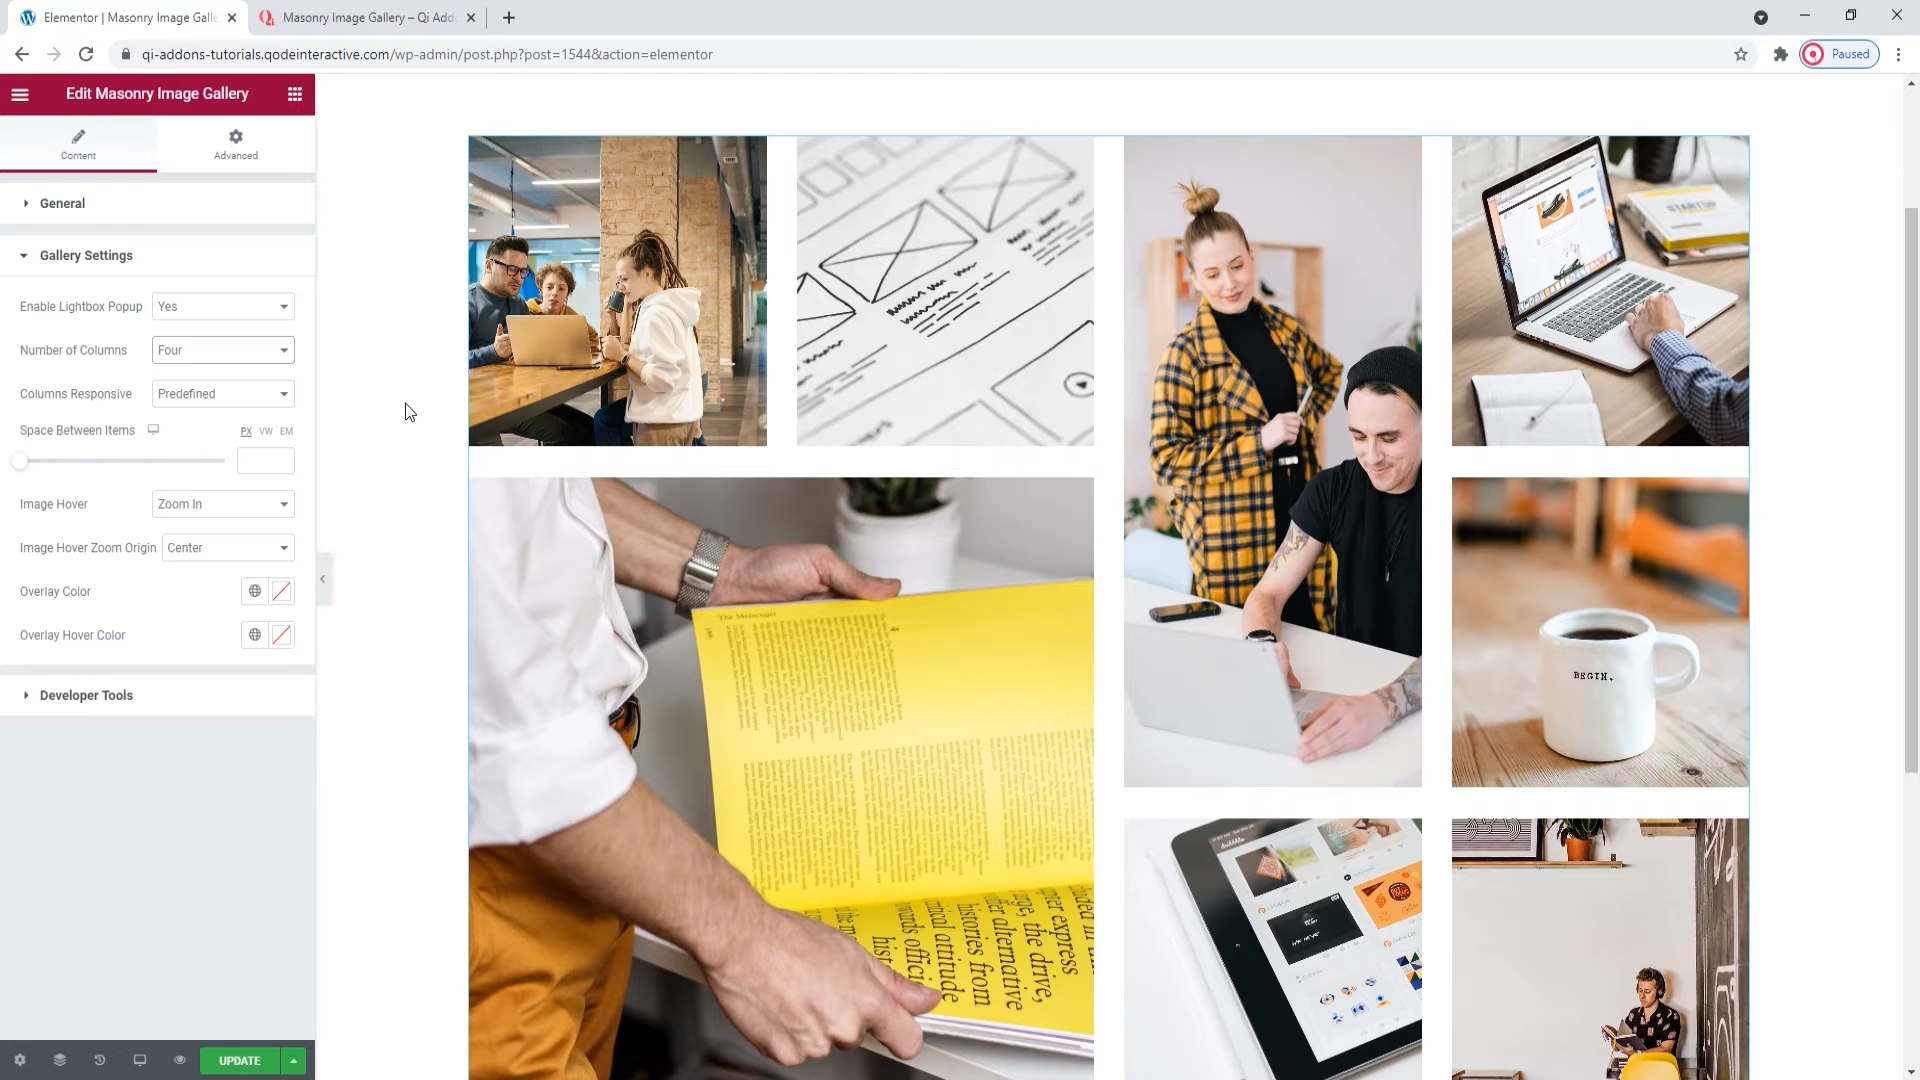 Elementor | Masonry Image Galle
Masonry Image Gallery – Qi Add
qi-addons-tutorials.qodeinteractive.com/wp-admin/post.php?post=1544&action=elementor
Paused
Edit Masonry Image Gallery
Content
Advanced
General
Gallery Settings
Enable Lightbox Popup
Yes
Number of Columns
Four
Columns Responsive
Predefined
Space Between Items
PX VW EM
Image Hover
Zoom In
Image Hover Zoom Origin
Center
Overlay Color
Overlay Hover Color
Developer Tools
UPDATE
STARTUP
The Messenger
BEGIN.
the drive,
alternative
histories from